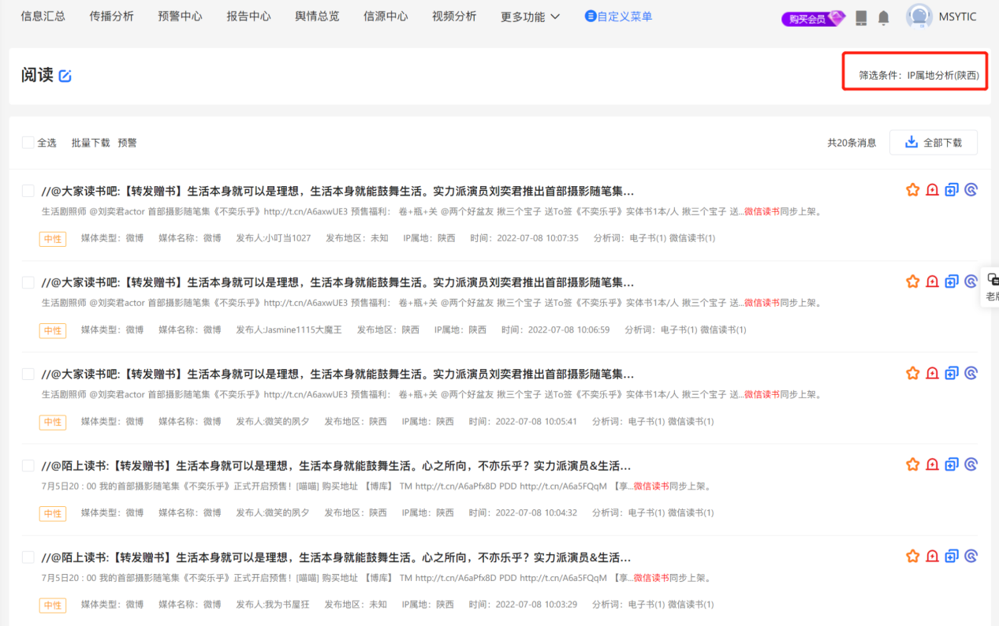 信息汇总 传播分析 预警中心 报告中心 舆情总览 信源中心 视频分析 更多功能 自定义菜单 购买会员 MSYTIC
阅读 筛选条件：IP属地分析(陕西)
全选 批量下载 预警 共20条消息 全部下载
//@大家读书吧:【转发赠书】生活本身就可以是理想，生活本身就能鼓舞生活。实力派演员刘奕君推出首部摄影随笔集...
生活剧照师 @刘奕君actor 首部摄影随笔集《不奕乐乎》http://t.cn/A6axwUE3 预售福利： 卷+瓶+关 @两个好盆友 揪三个宝子 送To签《不奕乐乎》实体书1本/人 揪三个宝子 送...微信读书同步上架。
中性 媒体类型：微博 媒体名称：微博 发布人:小叮当1027 发布地区：未知 IP属地：陕西 时间：2022-07-08 10:07:35 分析词：电子书(1) 微信读书(1)
//@大家读书吧:【转发赠书】生活本身就可以是理想，生活本身就能鼓舞生活。实力派演员刘奕君推出首部摄影随笔集...
生活剧照师 @刘奕君actor 首部摄影随笔集《不奕乐乎》http://t.cn/A6axwUE3 预售福利： 卷+瓶+关 @两个好盆友 揪三个宝子 送To签《不奕乐乎》实体书1本/人 揪三个宝子 送...微信读书同步上架。
老版
中性 媒体类型：微博 媒体名称：微博 发布人:Jasmine1115大魔王 发布地区：陕西 IP属地：陕西 时间：2022-07-08 10:06:59 分析词：电子书(1) 微信读书(1)
//@大家读书吧:【转发赠书】生活本身就可以是理想，生活本身就能鼓舞生活。实力派演员刘奕君推出首部摄影随笔集...
生活剧照师 @刘奕君actor 首部摄影随笔集《不奕乐乎》http://t.cn/A6axwUE3 预售福利： 卷+瓶+关 @两个好盆友 揪三个宝子 送To签《不奕乐乎》实体书1本/人 揪三个宝子 送...微信读书同步上架。
中性 媒体类型：微博 媒体名称：微博 发布人:微笑的夙夕 发布地区：陕西 IP属地：陕西 时间：2022-07-08 10:05:41 分析词：电子书(1) 微信读书(1)
//@陌上读书:【转发赠书】生活本身就可以是理想，生活本身就能鼓舞生活。心之所向，不亦乐乎？实力派演员&生活...
7月5日20：00 我的首部摄影随笔集《不奕乐乎》正式开启预售！[喵喵] 购买地址 【博库】 TM http://t.cn/A6aPfx8D PDD http://t.cn/A6a5FQqM 【享...微信读书同步上架。
中性 媒体类型：微博 媒体名称：微博 发布人:微笑的夙夕 发布地区：陕西 IP属地：陕西 时间：2022-07-08 10:04:32 分析词：电子书(1) 微信读书(1)
//@陌上读书:【转发赠书】生活本身就可以是理想，生活本身就能鼓舞生活。心之所向，不亦乐乎？实力派演员&生活...
7月5日20：00 我的首部摄影随笔集《不奕乐乎》正式开启预售！[喵喵] 购买地址 【博库】 TM http://t.cn/A6aPfx8D PDD http://t.cn/A6a5FQqM 【享...微信读书同步上架。
中性 媒体类型：微博 媒体名称：微博 发布人:我为书屋狂 发布地区：未知 IP属地：陕西 时间：2022-07-08 10:03:29 分析词：电子书(1) 微信读书(1)